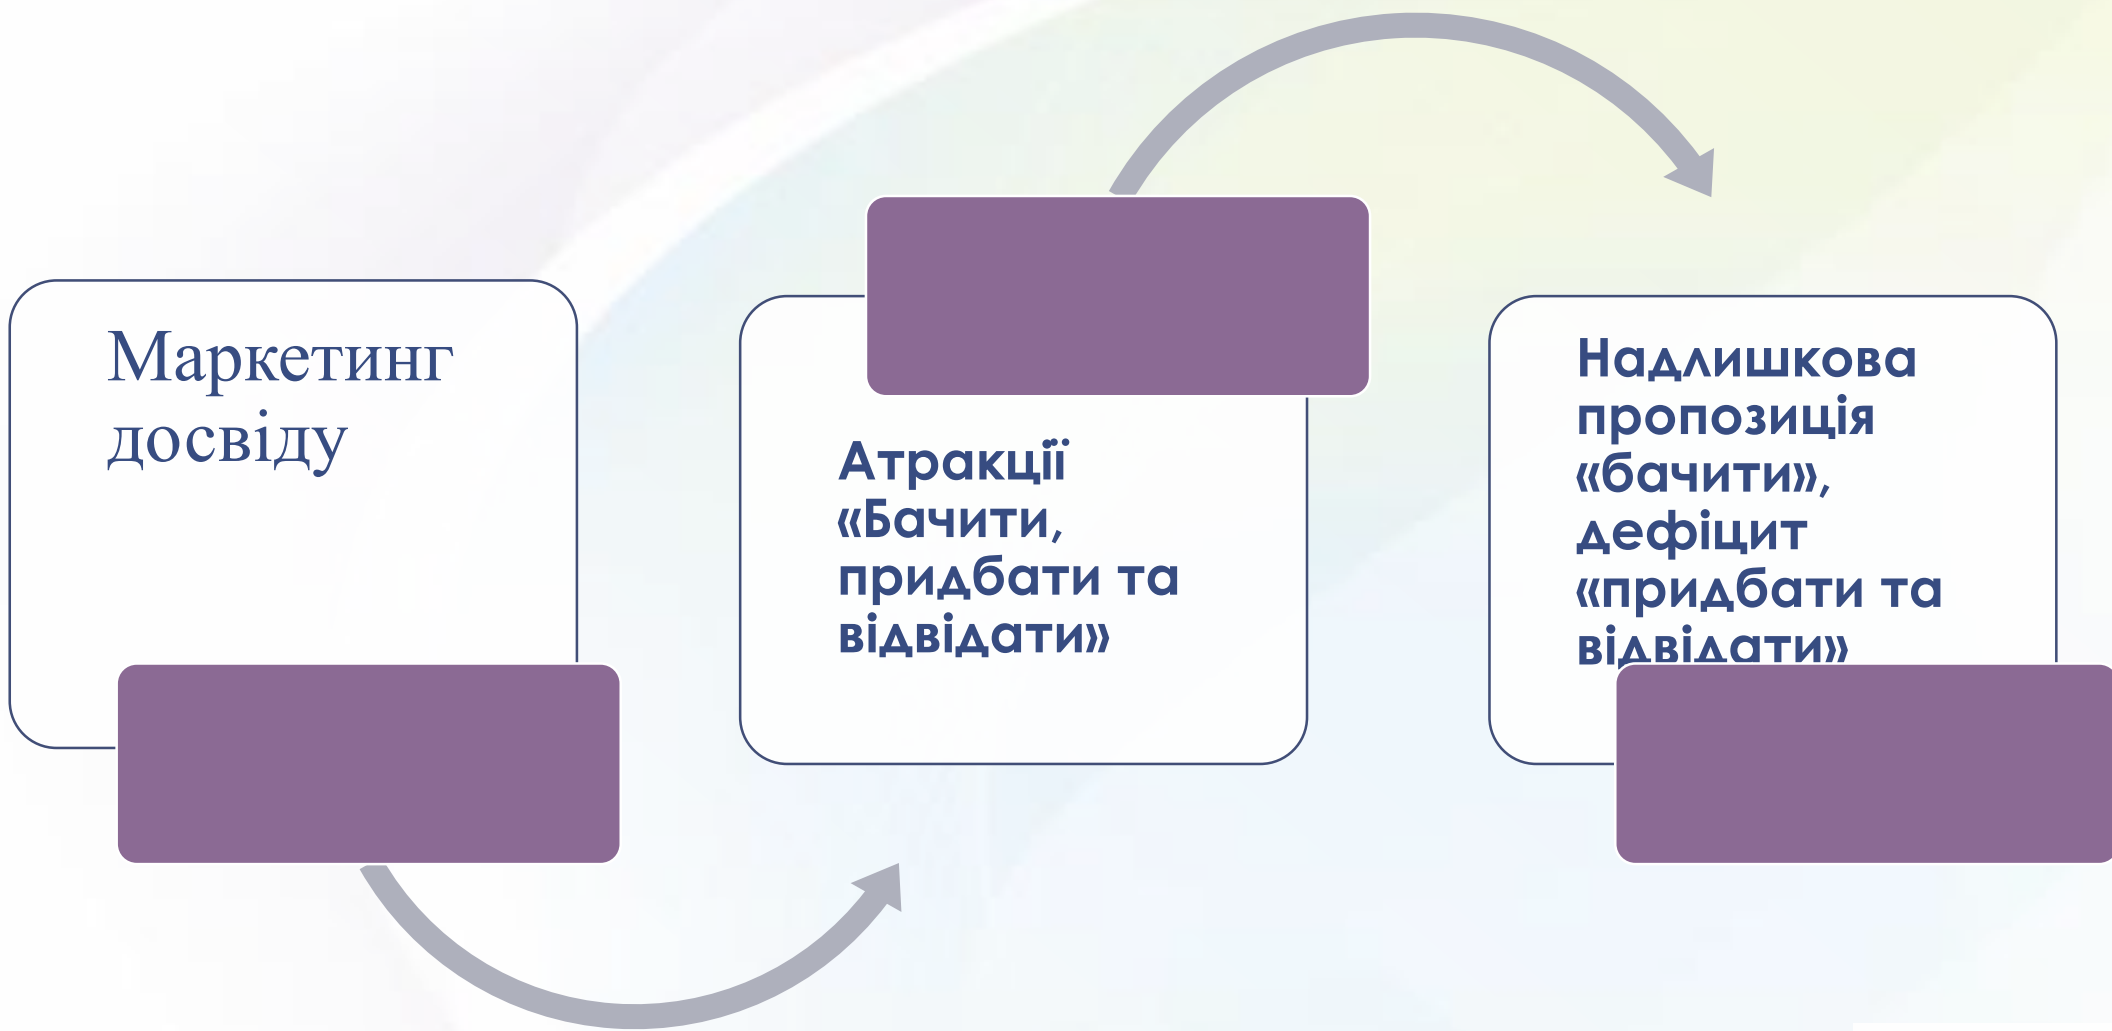 Маркетинг
досвіду
Атракції
«Бачити,
придбати та
відвідати»
Надлишкова
пропозиція
«бачити»,
дефіцит
«придбати та
відвідати»